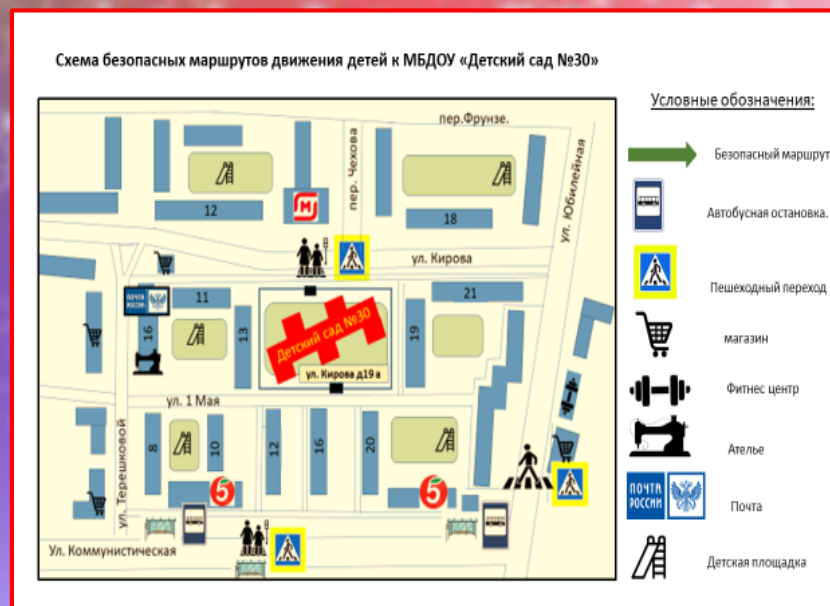 Схема безопасных маршрутов движения детей к МБДОУ «Детский сад №30»
Условные обозначения:
пер.Фрунзе.
пер. Чехова
ул. Юбилейная
12
М
18
ул. Кирова
ПОЧТА РОССИИ
11
16
13
Детский сад №30
ул. Кирова д19 а
19
21
ул. 1 Мая
ул. Терешковой
8
10
12
16
20
5
5
Ул. Коммунистическая
Безопасный маршрут
Автобусная остановка.
Пешеходный переход
магазин
Фитнес центр
Ателье
ПОЧТА
РОССИИ
Почта
Детская площадка